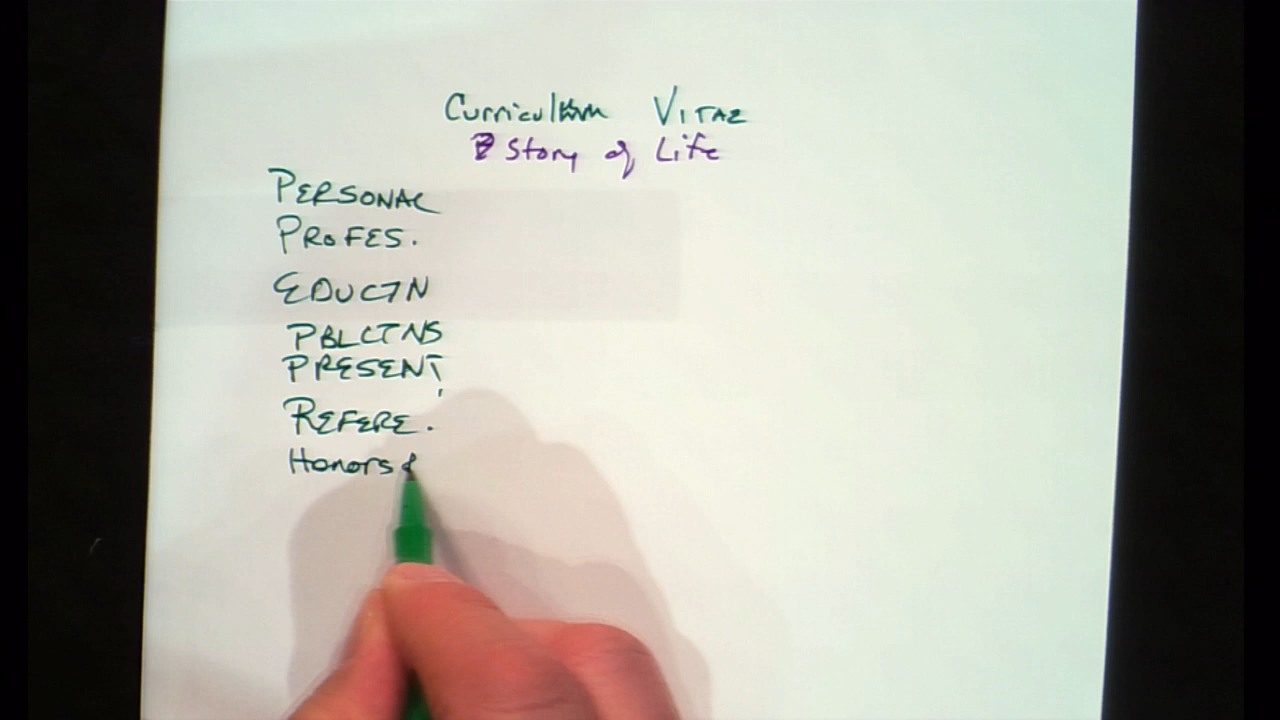 Curriculum VITAE
Story of Life
PERSONAL
PROFES.
EDUCTN
PBLCTNS
PRESENT
REFERE.
Honors &